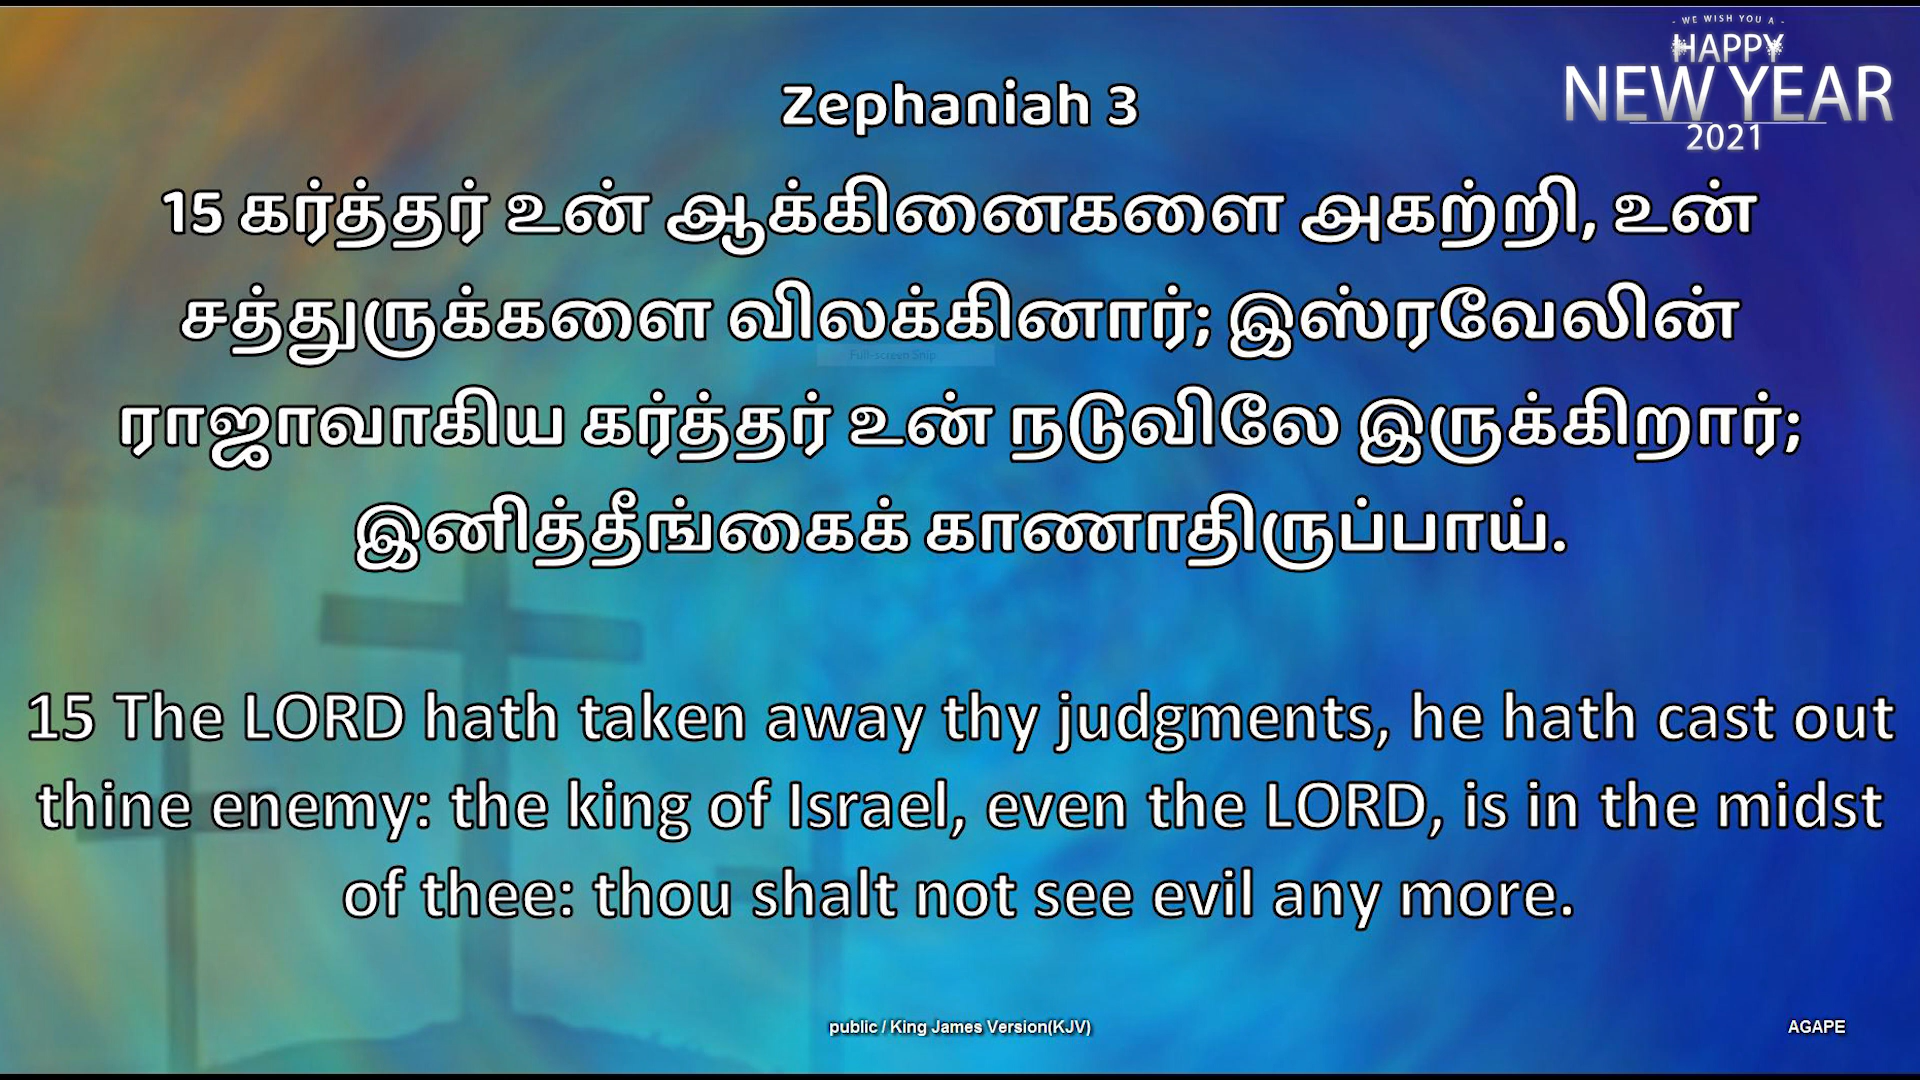 - WE WISH YOU A -
HAPPY
NEW YEAR
2021
Zephaniah 3
15 கர்த்தர் உன் ஆக்கினைகளை அகற்றி, உன்
சத்துருக்களை விலக்கினார்; இஸ்ரவேலின்
ராஜாவாகிய கர்த்தர் உன் நடுவிலே இருக்கிறார்;
இனித்தீங்கைக் காணாதிருப்பாய்.
Full-screen Snip
15 The LORD hath taken away thy judgments, he hath cast out
thine enemy: the king of Israel, even the LORD, is in the midst
of thee: thou shalt not see evil any more.
public / King James Version(KJV)
AGAPE